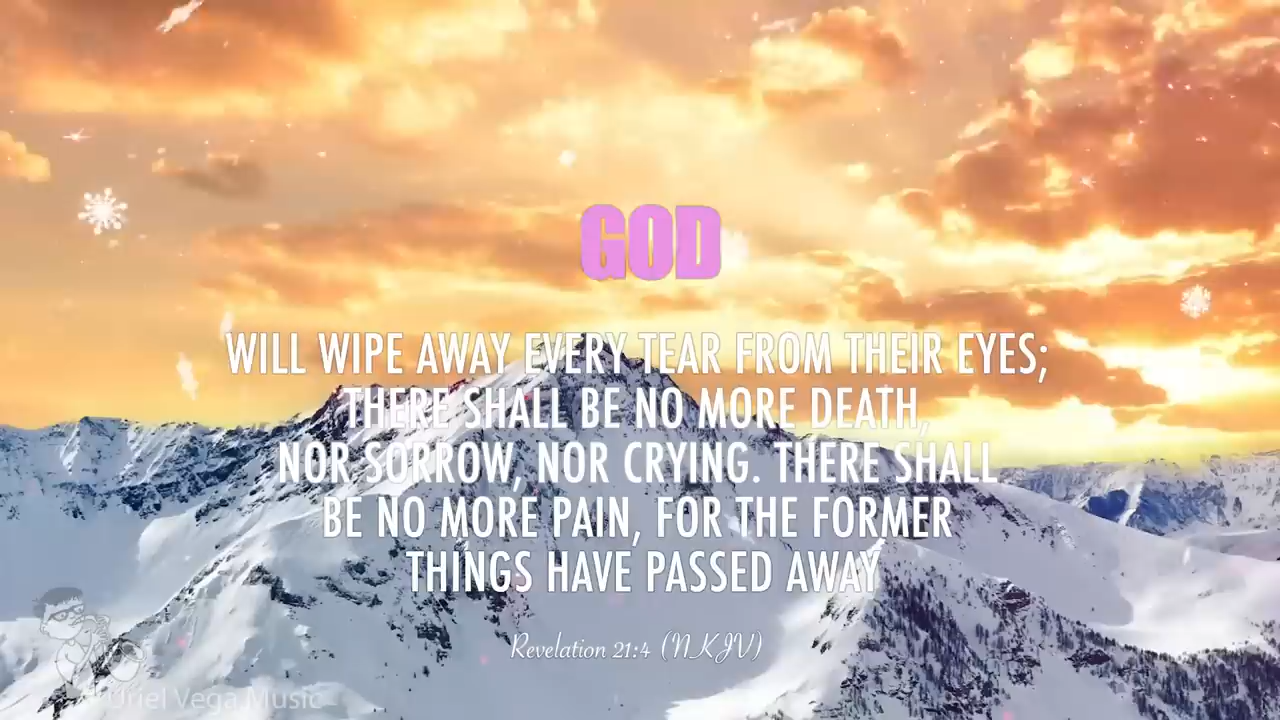 GOD
WILL WIPE AWAY EVERY TEAR FROM THEIR EYES;
THERE SHALL BE NO MORE DEATH,
NOR SORROW, NOR CRYING. THERE SHALL
BE NO MORE PAIN, FOR THE FORMER
THINGS HAVE PASSED AWAY
Revelation 21:4 (NKJV)
Uriel Vega Music